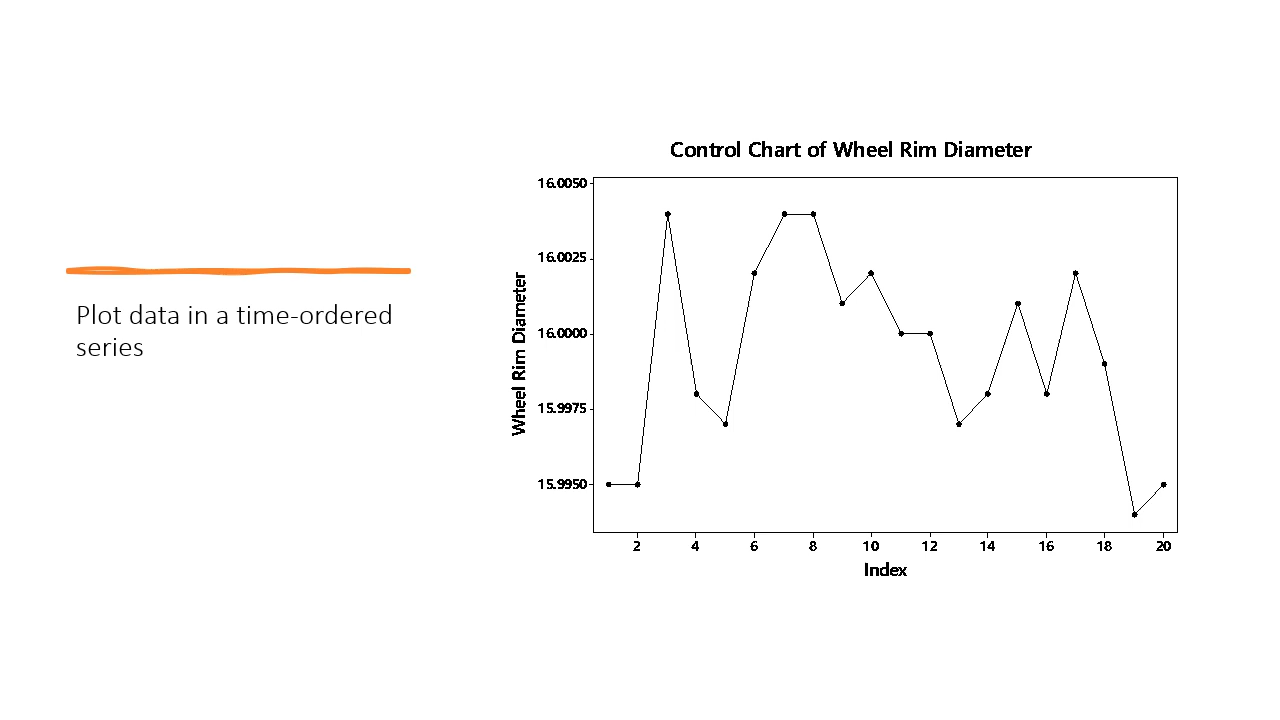 Plot data in a time-ordered
series
Control Chart of Wheel Rim Diameter
16.0050
16.0025
16.0000
15.9975
15.9950
Wheel Rim Diameter
2 4 6 8 10 12 14 16 18 20
Index